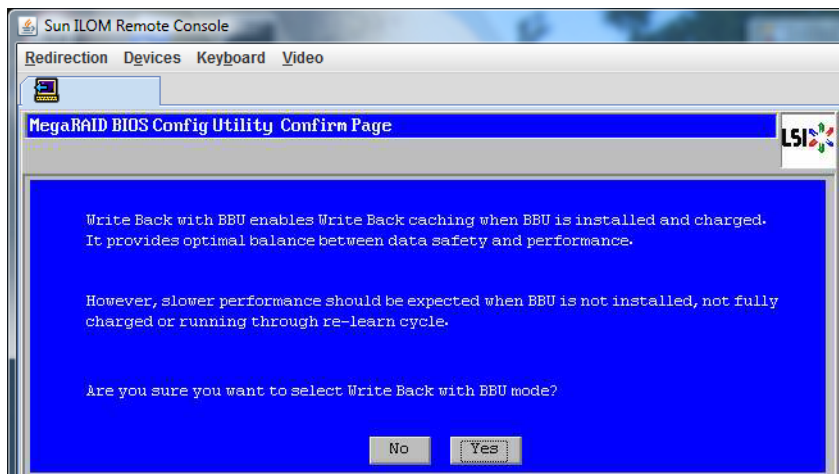 Sun ILOM Remote Console
Redirection Devices Keyboard Video
MegaRAID BIOS Config Utility Confirm Page
LSI
Write Back with BBU enables Write Back caching when BBU is installed and charged.
It provides optimal balance between data safety and performance.
However, slower performance should be expected when BBU is not installed, not fully
charged or running through re-learn cycle.
Are you sure you want to select Write Back with BBU mode?
No Yes